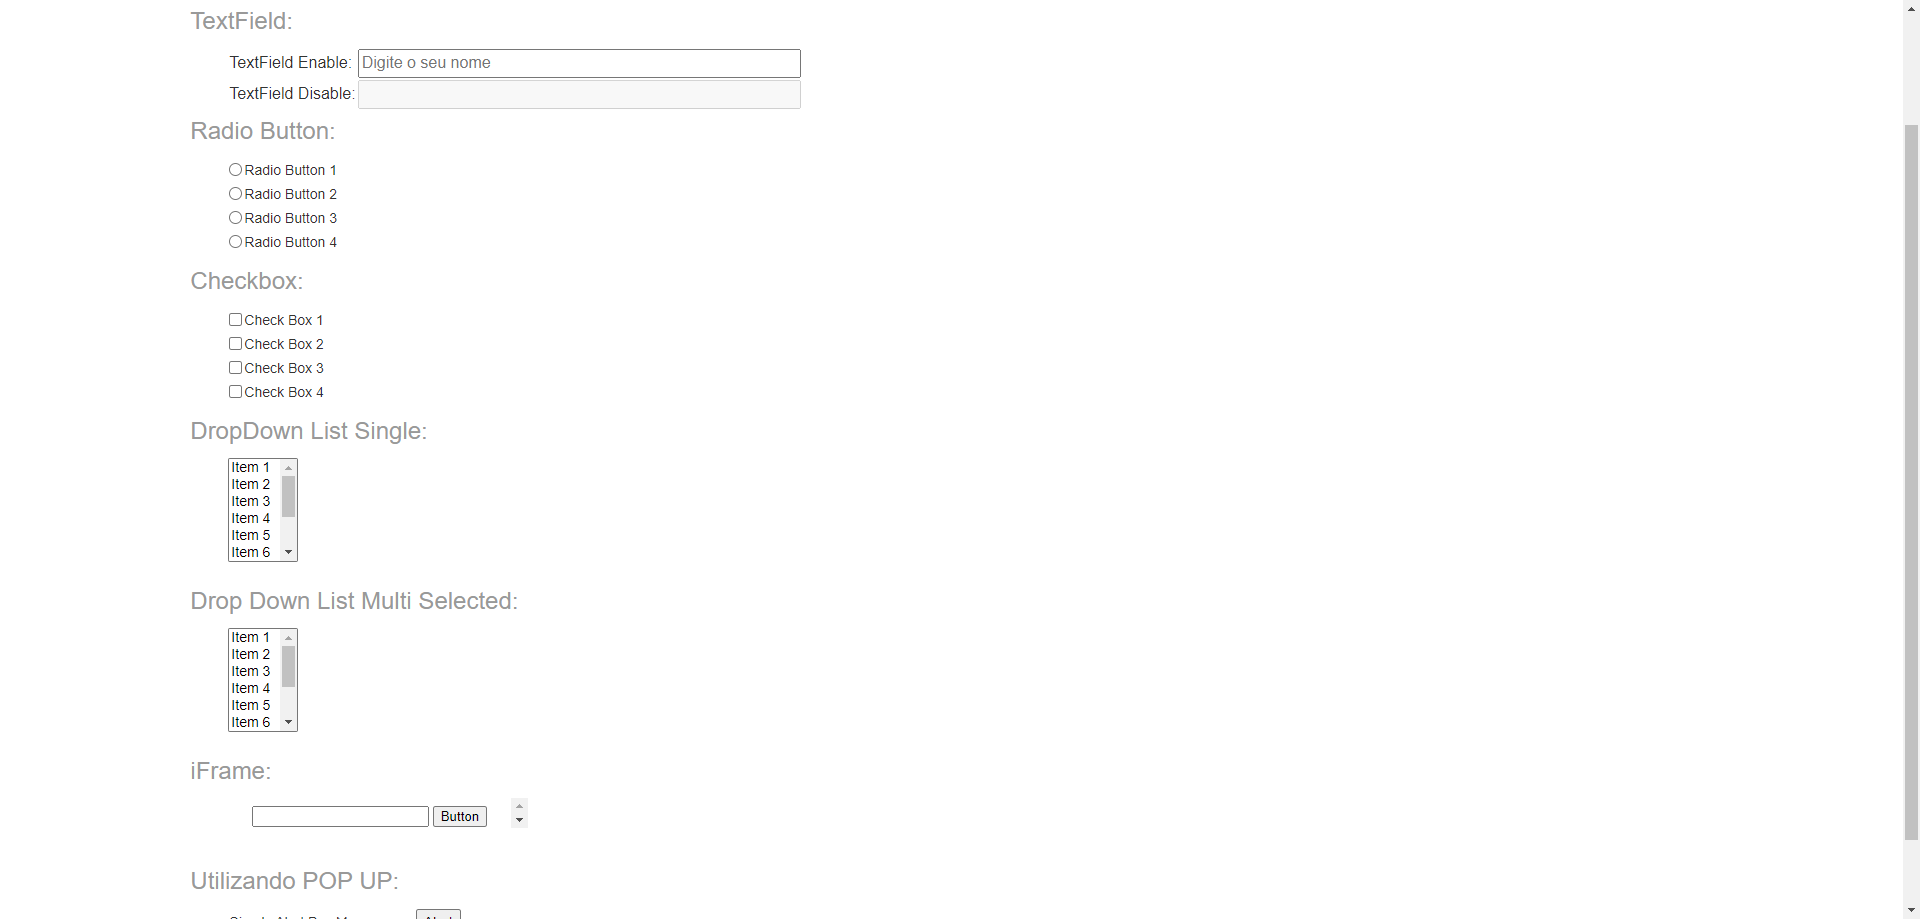 TextField:
TextField Enable: Digite o seu nome
TextField Disable:
Radio Button:
Radio Button 1
Radio Button 2
Radio Button 3
Radio Button 4
Checkbox:
Check Box 1
Check Box 2
Check Box 3
Check Box 4
DropDown List Single:
Item 1
Item 2
Item 3
Item 4
Item 5
Item 6
Drop Down List Multi Selected:
Item 1
Item 2
Item 3
Item 4
Item 5
Item 6
iFrame:
Button
Utilizando POP UP: